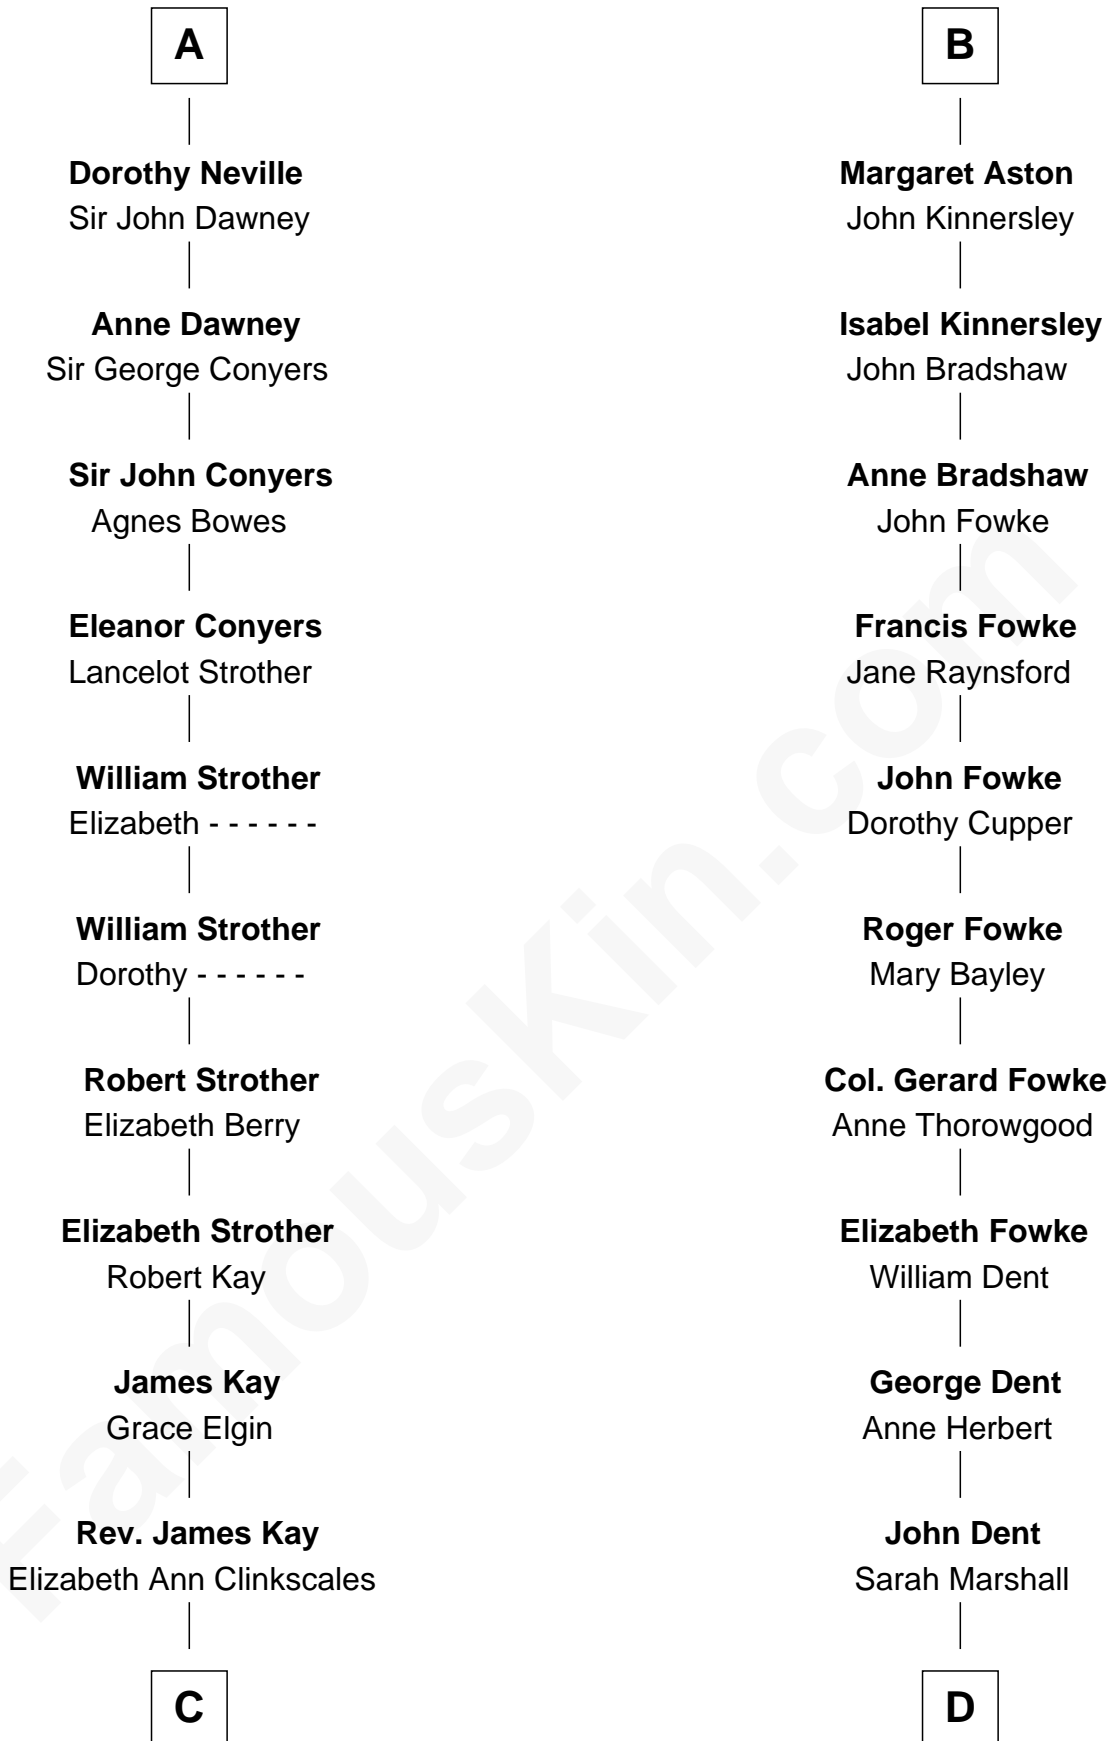 A
Dorothy Neville
Sir John Dawney
Anne Dawney
Sir George Conyers
Sir John Conyers
Agnes Bowes
Eleanor Conyers
Lancelot Strother
William Strother
Elizabeth - - - - - -
William Strother
Dorothy - - - - - -
Robert Strother
Elizabeth Berry
Elizabeth Strother
Robert Kay
James Kay
Grace Elgin
Rev. James Kay
Elizabeth Ann Clinkscales
C
B
Margaret Aston
John Kinnersley
Isabel Kinnersley
John Bradshaw
Anne Bradshaw
John Fowke
Francis Fowke
Jane Raynsford
John Fowke
Dorothy Cupper
Roger Fowke
Mary Bayley
Col. Gerard Fowke
Anne Thorowgood
Elizabeth Fowke
William Dent
George Dent
Anne Herbert
John Dent
Sarah Marshall
D
FamousKin.com